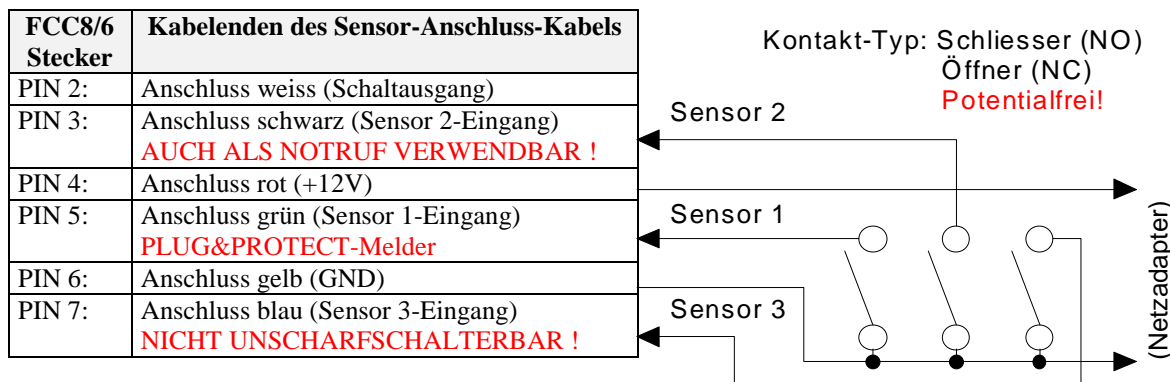 FCC8/6 Stecker
Kabelenden des Sensor-Anschluss-Kabels
PIN 2: Anschluss weiss (Schaltausgang)
PIN 3: Anschluss schwarz (Sensor 2-Eingang)
AUCH ALS NOTRUF VERWENDBAR !
PIN 4: Anschluss rot (+12V)
PIN 5: Anschluss grün (Sensor 1-Eingang)
PLUG&PROTECT-Melder
PIN 6: Anschluss gelb (GND)
PIN 7: Anschluss blau (Sensor 3-Eingang)
NICHT UNSCHARFSCHALTERBAR !
Kontakt-Typ: Schliesser (NO)
Öffner (NC)
Potentialfrei!
Sensor 2
Sensor 1
Sensor 3
(Netzadapter)